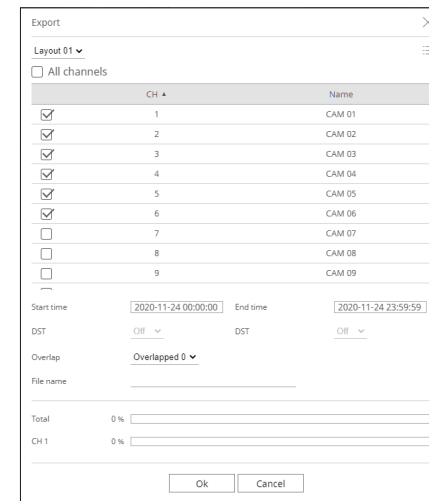 Export
Layout 01
All channels
CH Name
1 CAM 01
2 CAM 02
3 CAM 03
4 CAM 04
5 CAM 05
6 CAM 06
7 CAM 07
8 CAM 08
9 CAM 09
Start time 2020-11-24 00:00:00 End time 2020-11-24 23:59:59
DST Off DST Off
Overlap Overlapped 0
File name
Total 0 %
CH 1 0 %
Ok Cancel